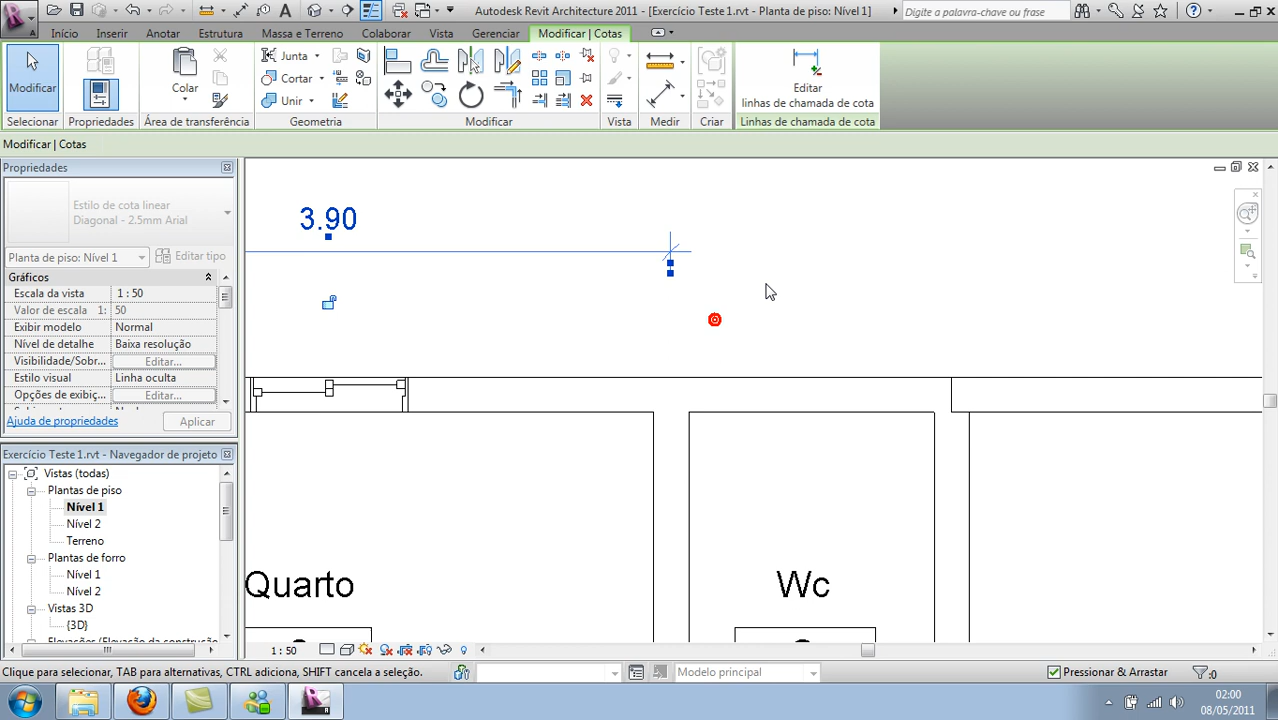 Autodesk Revit Architecture 2011 - [Exercício Teste1.rvt - Planta de piso: Nível 1]
Digite a palavra-chave ou frase
Início Inserir Anotar Estrutura Massa e Terreno Colaborar Vista Gerenciar Modificar | Cotas
Modificar
Colar
Junta
Cortar
Unir
Editar
linhas de chamada de cota
Selecionar Propriedades Área de transferência Geometria Modificar Vista Medir Criar Linhas de chamada de cota
Modificar | Cotas
Propriedades
Estilo de cota linear
Diagonal - 2.5mm Arial
Planta de piso: Nível 1 Editar tipo
Gráficos
Escala da vista 1 : 50
Valor de escala 1: 50
Exibir modelo Normal
Nível de detalhe Baixa resolução
Visibilidade/Sobr... Editar...
Estilo visual Linha oculta
Opções de exibiç... Editar...
Ajuda de propriedades Aplicar
Exercício Teste 1.rvt - Navegador de projeto
Vistas (todas)
Plantas de piso
Nível 1
Nível 2
Terreno
Plantas de forro
Nível 1
Nível 2
Vistas 3D
{3D}
Elevações (Elevação da construção
3.90
Quarto
Wc
1 : 50
Clique para selecionar, TAB para alternativas, CTRL adiciona, SHIFT cancela a seleção.
Modelo principal
Pressionar & Arrastar
:0
02:00
08/05/2011